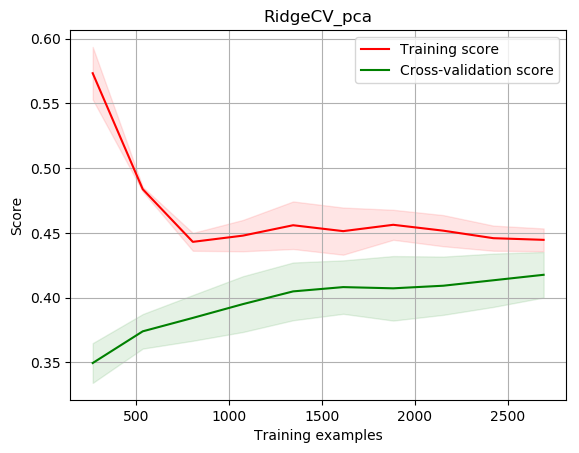 RidgeCV_pca
Training score
Cross-validation score
0.60
0.55
0.50
0.45
0.40
0.35
Score
500
1000
1500
2000
2500
Training examples